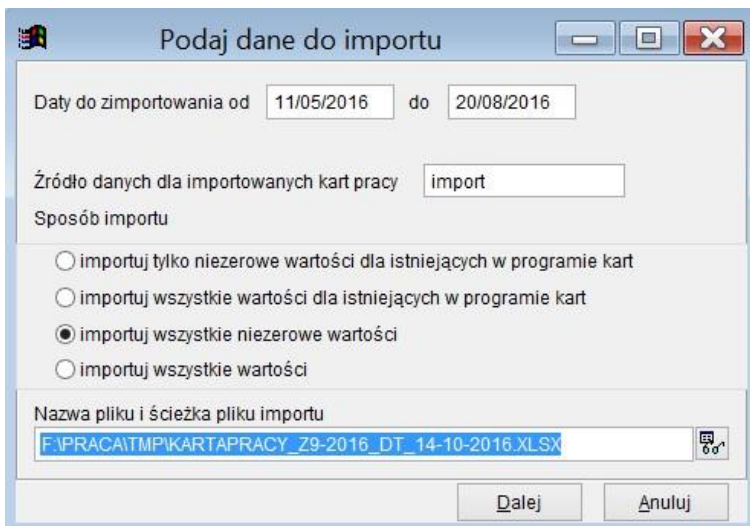 Podaj dane do importu
Daty do zimportowania od 11/05/2016 do 20/08/2016
Źródło danych dla importowanych kart pracy import
Sposób importu
importuj tylko niezerowe wartości dla istniejących w programie kart
importuj wszystkie wartości dla istniejących w programie kart
importuj wszystkie niezerowe wartości
importuj wszystkie wartości
Nazwa pliku i ścieżka pliku importu
F:\PRACA\TMP\KARTAPRACY_Z9-2016_DT_14-10-2016.XLSX
Dalej Anuluj